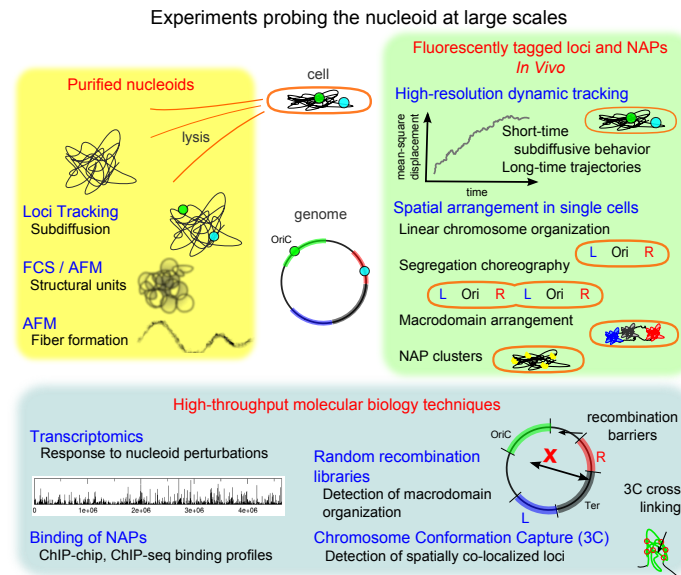 Experiments probing the nucleoid at large scales
Purified nucleoids
cell
lysis
Loci Tracking
Subdiffusion
FCS / AFM
Structural units
AFM
Fiber formation
genome
OriC
Fluorescently tagged loci and NAPs
In Vivo
High-resolution dynamic tracking
mean-square
displacement
time
Short-time
subdiffusive behavior
Long-time trajectories
Spatial arrangement in single cells
Linear chromosome organization
L Ori R
Segregation choreography
L Ori R L Ori R
Macrodomain arrangement
NAP clusters
High-throughput molecular biology techniques
Transcriptomics
Response to nucleoid perturbations
0 1e+06 2e+06 3e+06 4e+06
Binding of NAPs
ChIP-chip, ChIP-seq binding profiles
Random recombination
libraries
Detection of macrodomain
organization
Chromosome Conformation Capture (3C)
Detection of spatially co-localized loci
OriC
X
R
L
Ter
recombination
barriers
3C cross
linking